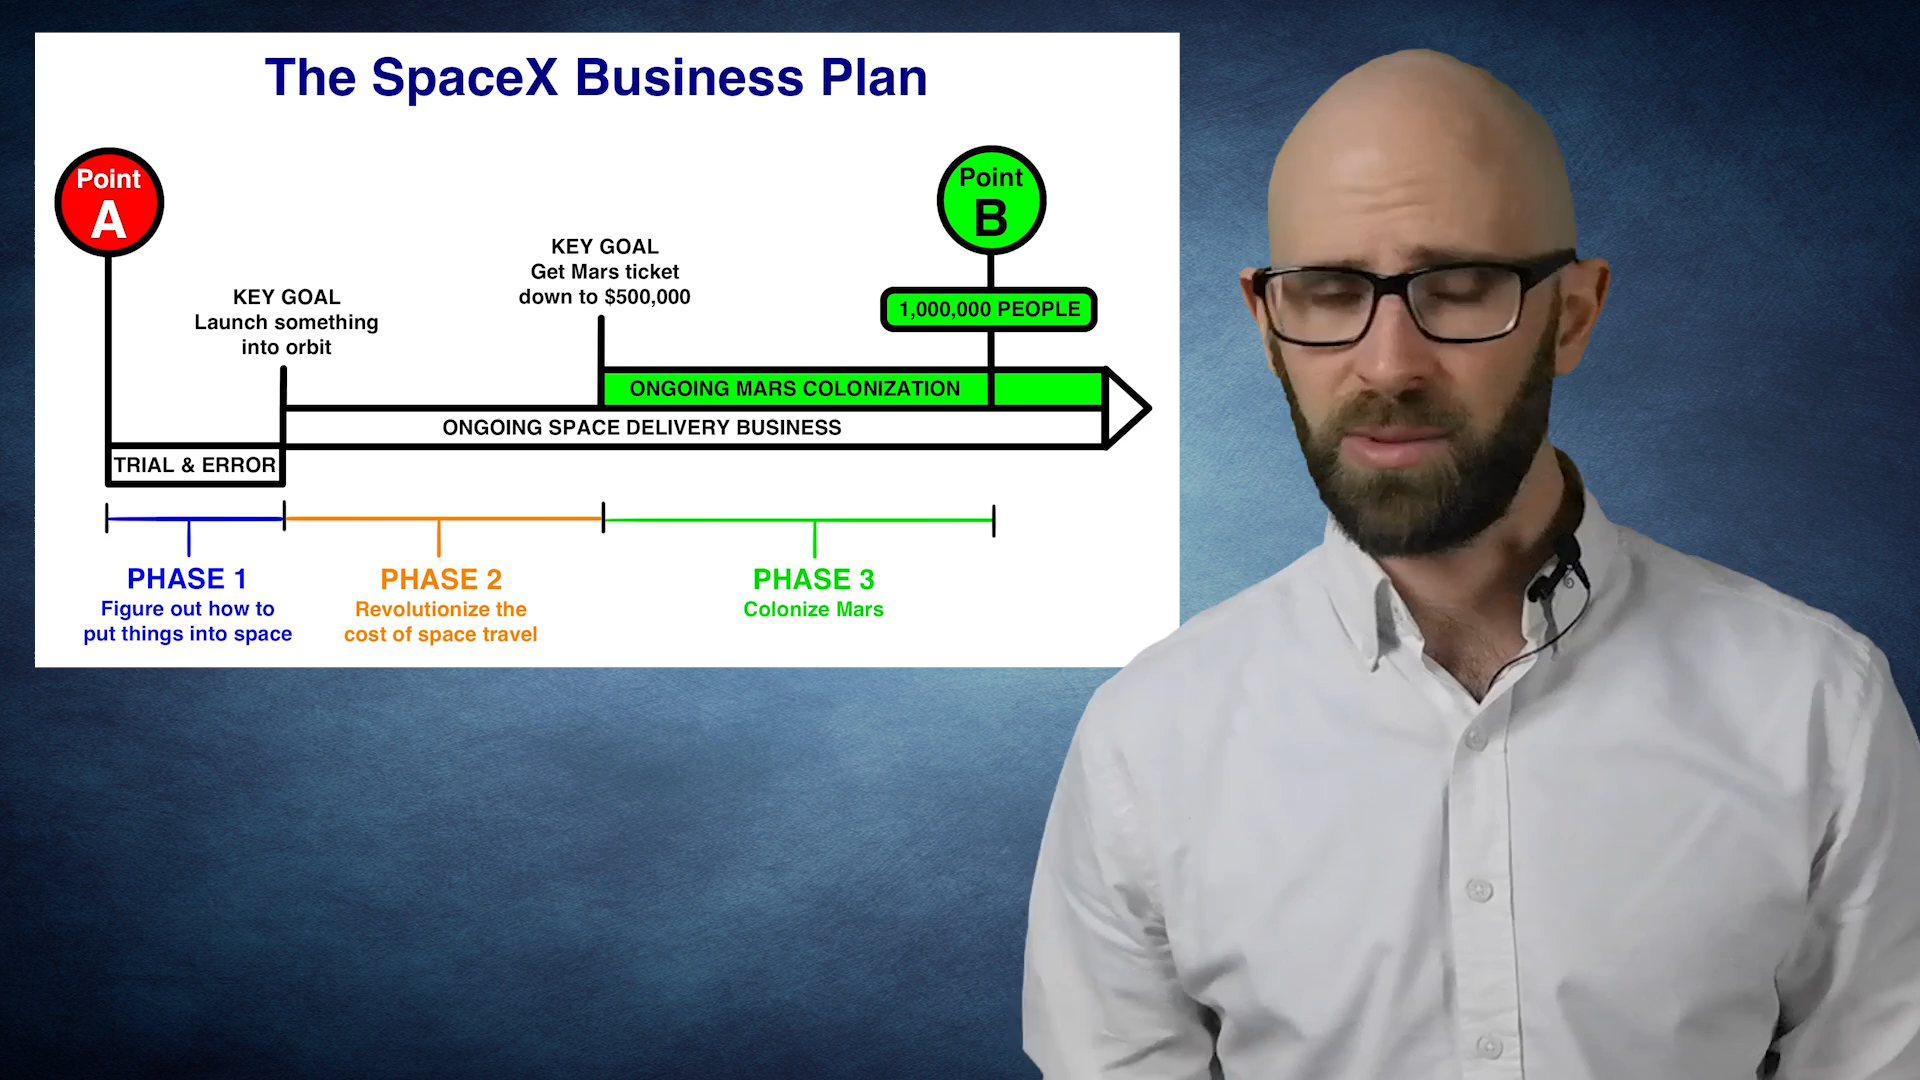 The SpaceX Business Plan
Point
A
Point
B
KEY GOAL
Get Mars ticket
down to $500,000
KEY GOAL
Launch something
into orbit
1,000,000 PEOPLE
ONGOING MARS COLONIZATION
ONGOING SPACE DELIVERY BUSINESS
TRIAL & ERROR
PHASE 1
Figure out how to
put things into space
PHASE 2
Revolutionize the
cost of space travel
PHASE 3
Colonize Mars